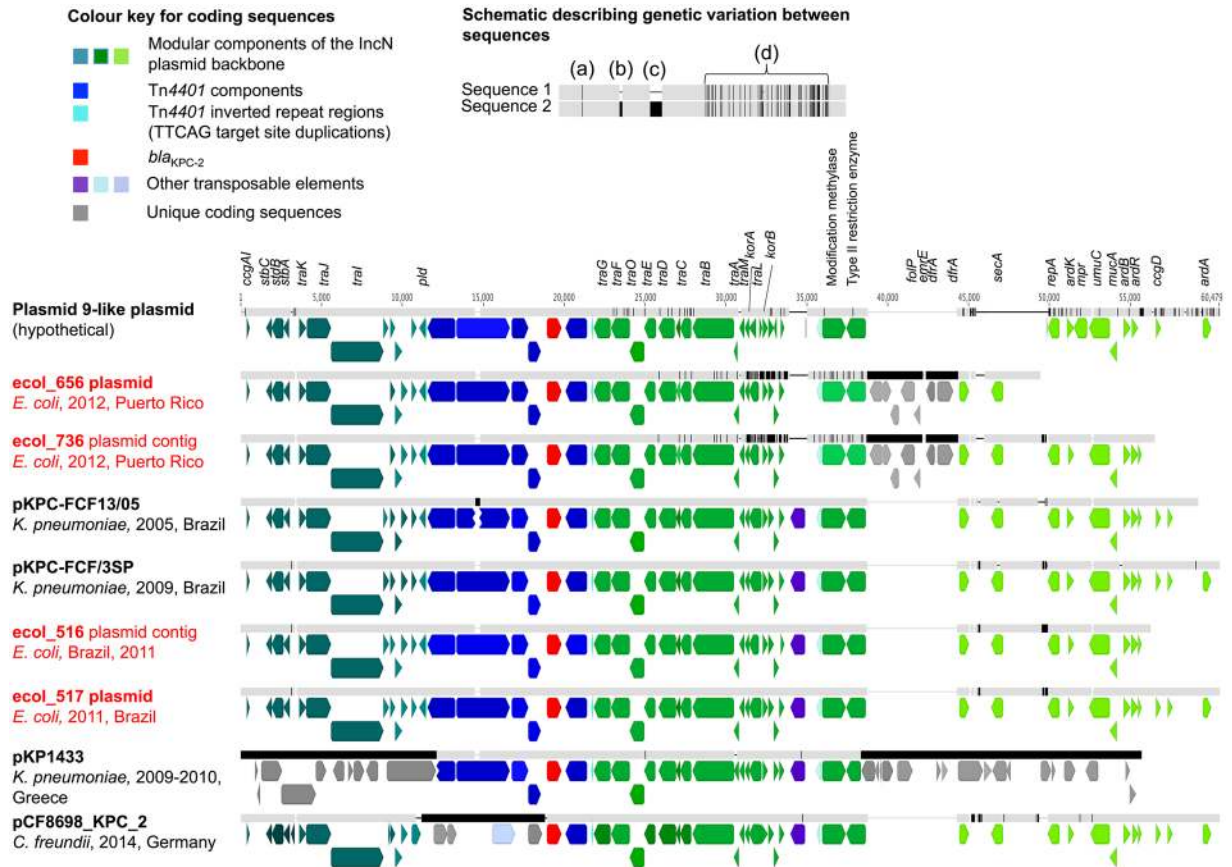 Colour key for coding sequences
Modular components of the IncN
plasmid backbone
Tn4401 components
Tn4401 inverted repeat regions
(TTCAG target site duplications)
blaKPC-2
Other transposable elements
Unique coding sequences
Schematic describing genetic variation between
sequences
(a) (b) (c) (d)
Sequence 1
Sequence 2
ccgAI stbC stbB stbA traK traJ traI pld traG traF traO traE traD traC traB traA traM korA traL korB Modification methylase Type II restriction enzyme folP emrE dfrA dfrA secA repA ardK mpr umuC mucA ardB ardR ccgD ardA
1 5,000 10,000 15,000 20,000 25,000 30,000 35,000 40,000 45,000 50,000 55,000 60,479
Plasmid 9-like plasmid
(hypothetical)
ecol_656 plasmid
E. coli, 2012, Puerto Rico
ecol_736 plasmid contig
E. coli, 2012, Puerto Rico
pKPC-FCF13/05
K. pneumoniae, 2005, Brazil
pKPC-FCF/3SP
K. pneumoniae, 2009, Brazil
ecol_516 plasmid contig
E. coli, Brazil, 2011
ecol_517 plasmid
E. coli, 2011, Brazil
pKP1433
K. pneumoniae, 2009-2010,
Greece
pCF8698_KPC_2
C. freundii, 2014, Germany